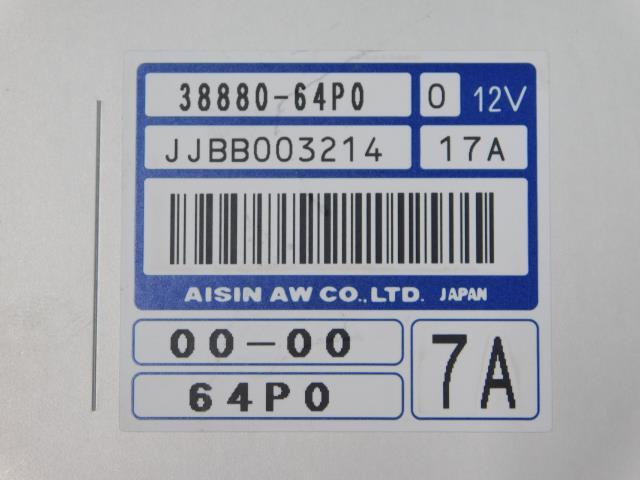 38880-64P0 0 12V
JJBB003214 17A
AISIN AW CO.,LTD. JAPAN
00-00
64P0
7A